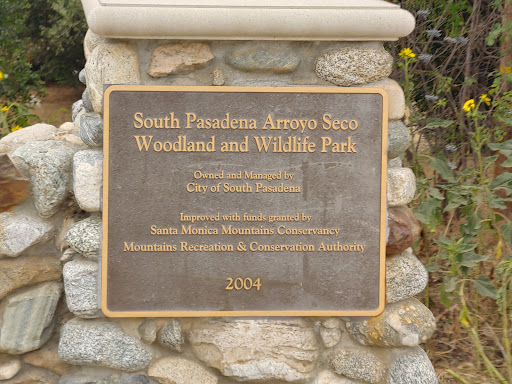 South Pasadena Arroyo Seco
Woodland and Wildlife Park
Owned and Managed by
City of South Pasadena
Improved with funds granted by
Santa Monica Mountains Conservancy
Mountains Recreation & Conservation Authority
2004